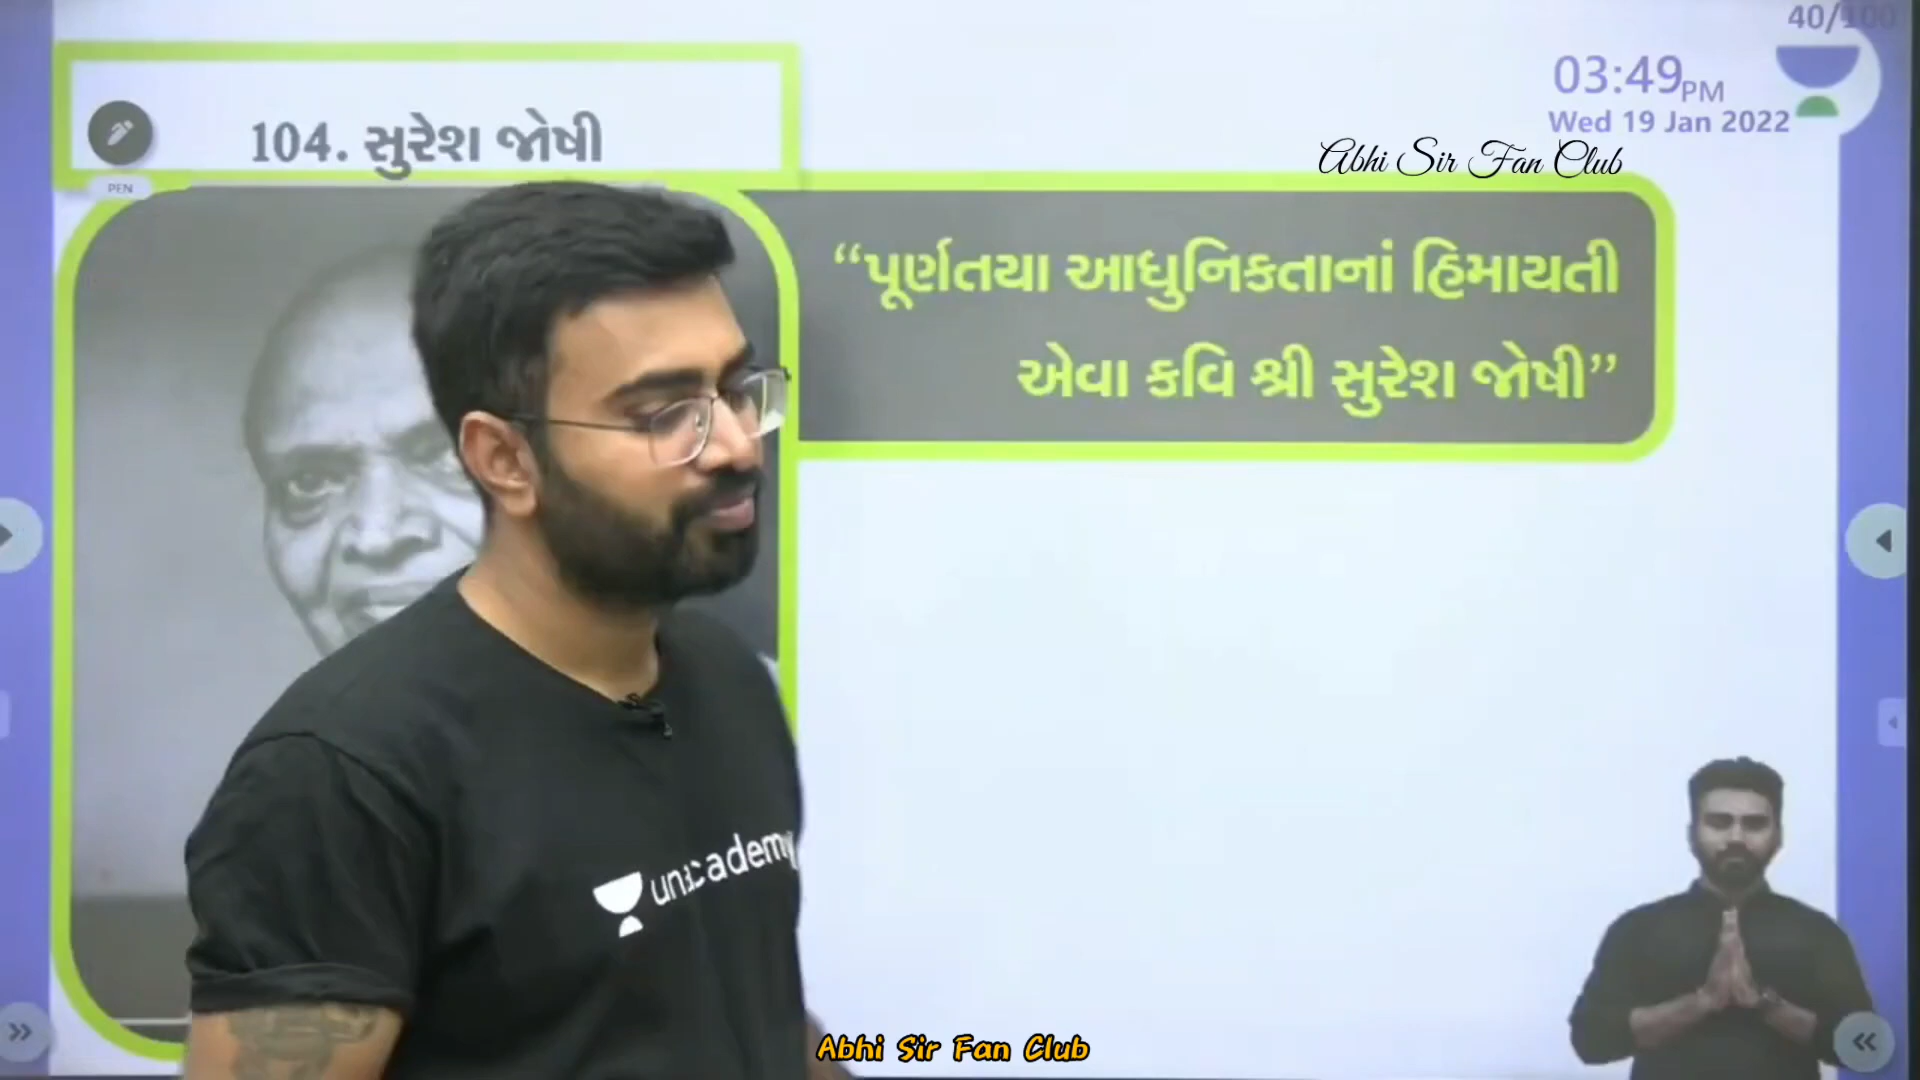 40/100
03:49PM
Wed 19 Jan 2022
Abhi Sir Fan Club
104. સુરેશ જોષી
PEN
“પૂર્ણતયા આધુનિકતાનાં હિમાયતી
એવા કવિ શ્રી સુરેશ જોષી”
unacademy
Abhi Sir Fan Club